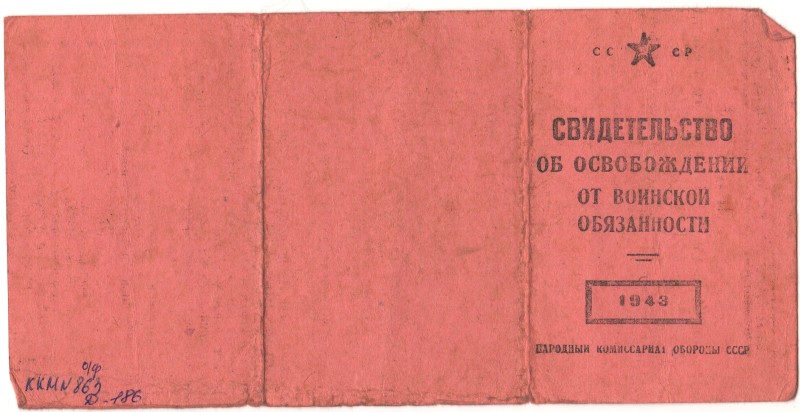 СС СР
СВИДЕТЕЛЬСТВО
ОБ ОСВОБОЖДЕНИИ
ОТ ВОИНСКОЙ
ОБЯЗАННОСТИ
1943
НАРОДНЫЙ КОМИССАРИАТ ОБОРОНЫ СССР
о/ф
ККМ N 863
Д-186